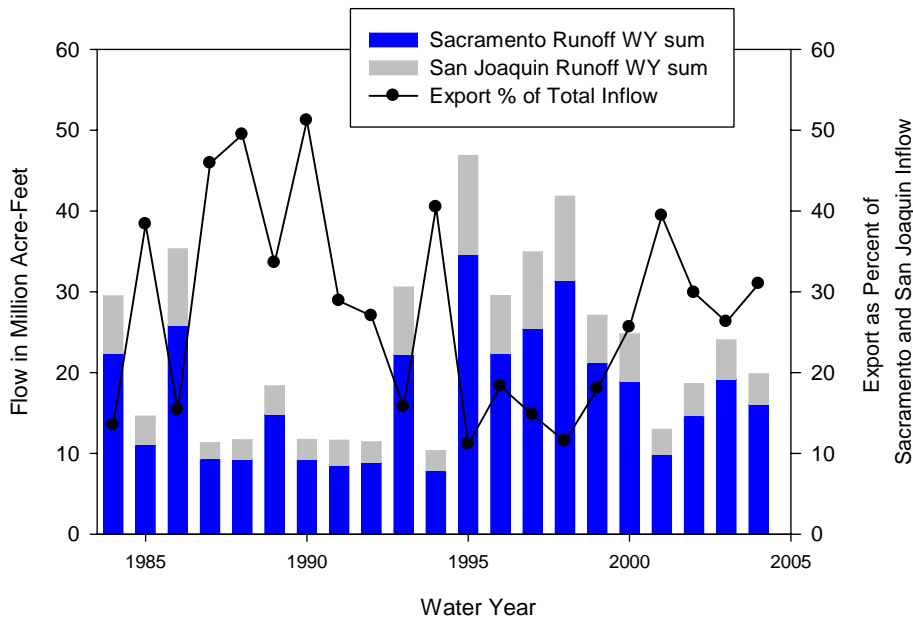 Sacramento Runoff WY sum
San Joaquin Runoff WY sum
Export % of Total Inflow
Flow in Million Acre-Feet
60
50
40
30
20
10
0
60
50
40
30
20
10
0
Export as Percent of
Sacramento and San Joaquin Inflow
1985
1990
1995
2000
2005
Water Year